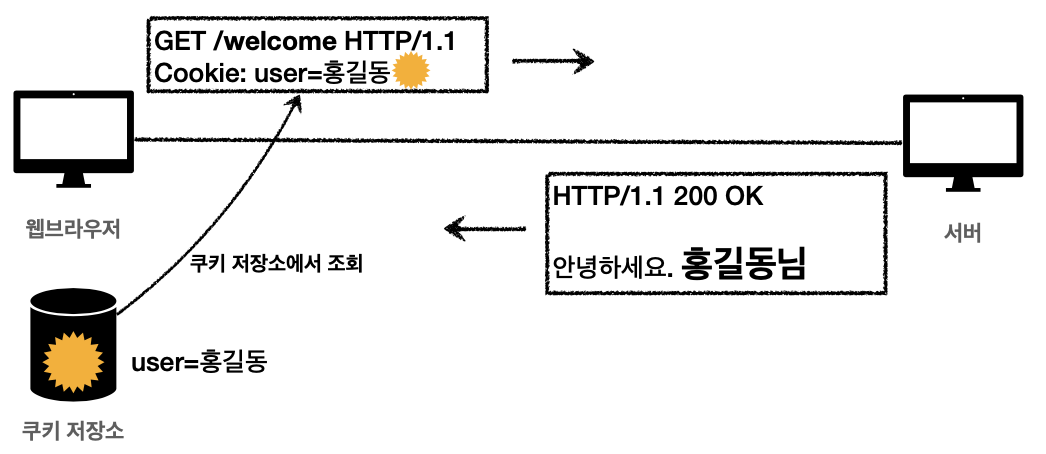 GET /welcome HTTP/1.1
Cookie: user=홍길동
웹브라우저
HTTP/1.1 200 OK
안녕하세요. 홍길동님
서버
쿠키 저장소에서 조회
user=홍길동
쿠키 저장소